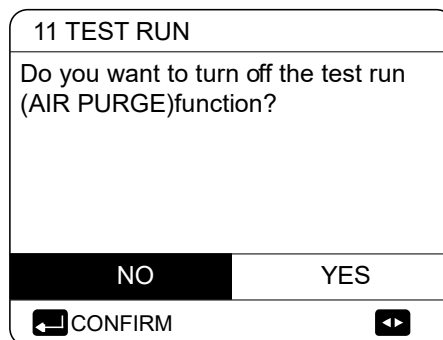 11 TEST RUN
Do you want to turn off the test run
(AIR PURGE)function?
NO YES
CONFIRM